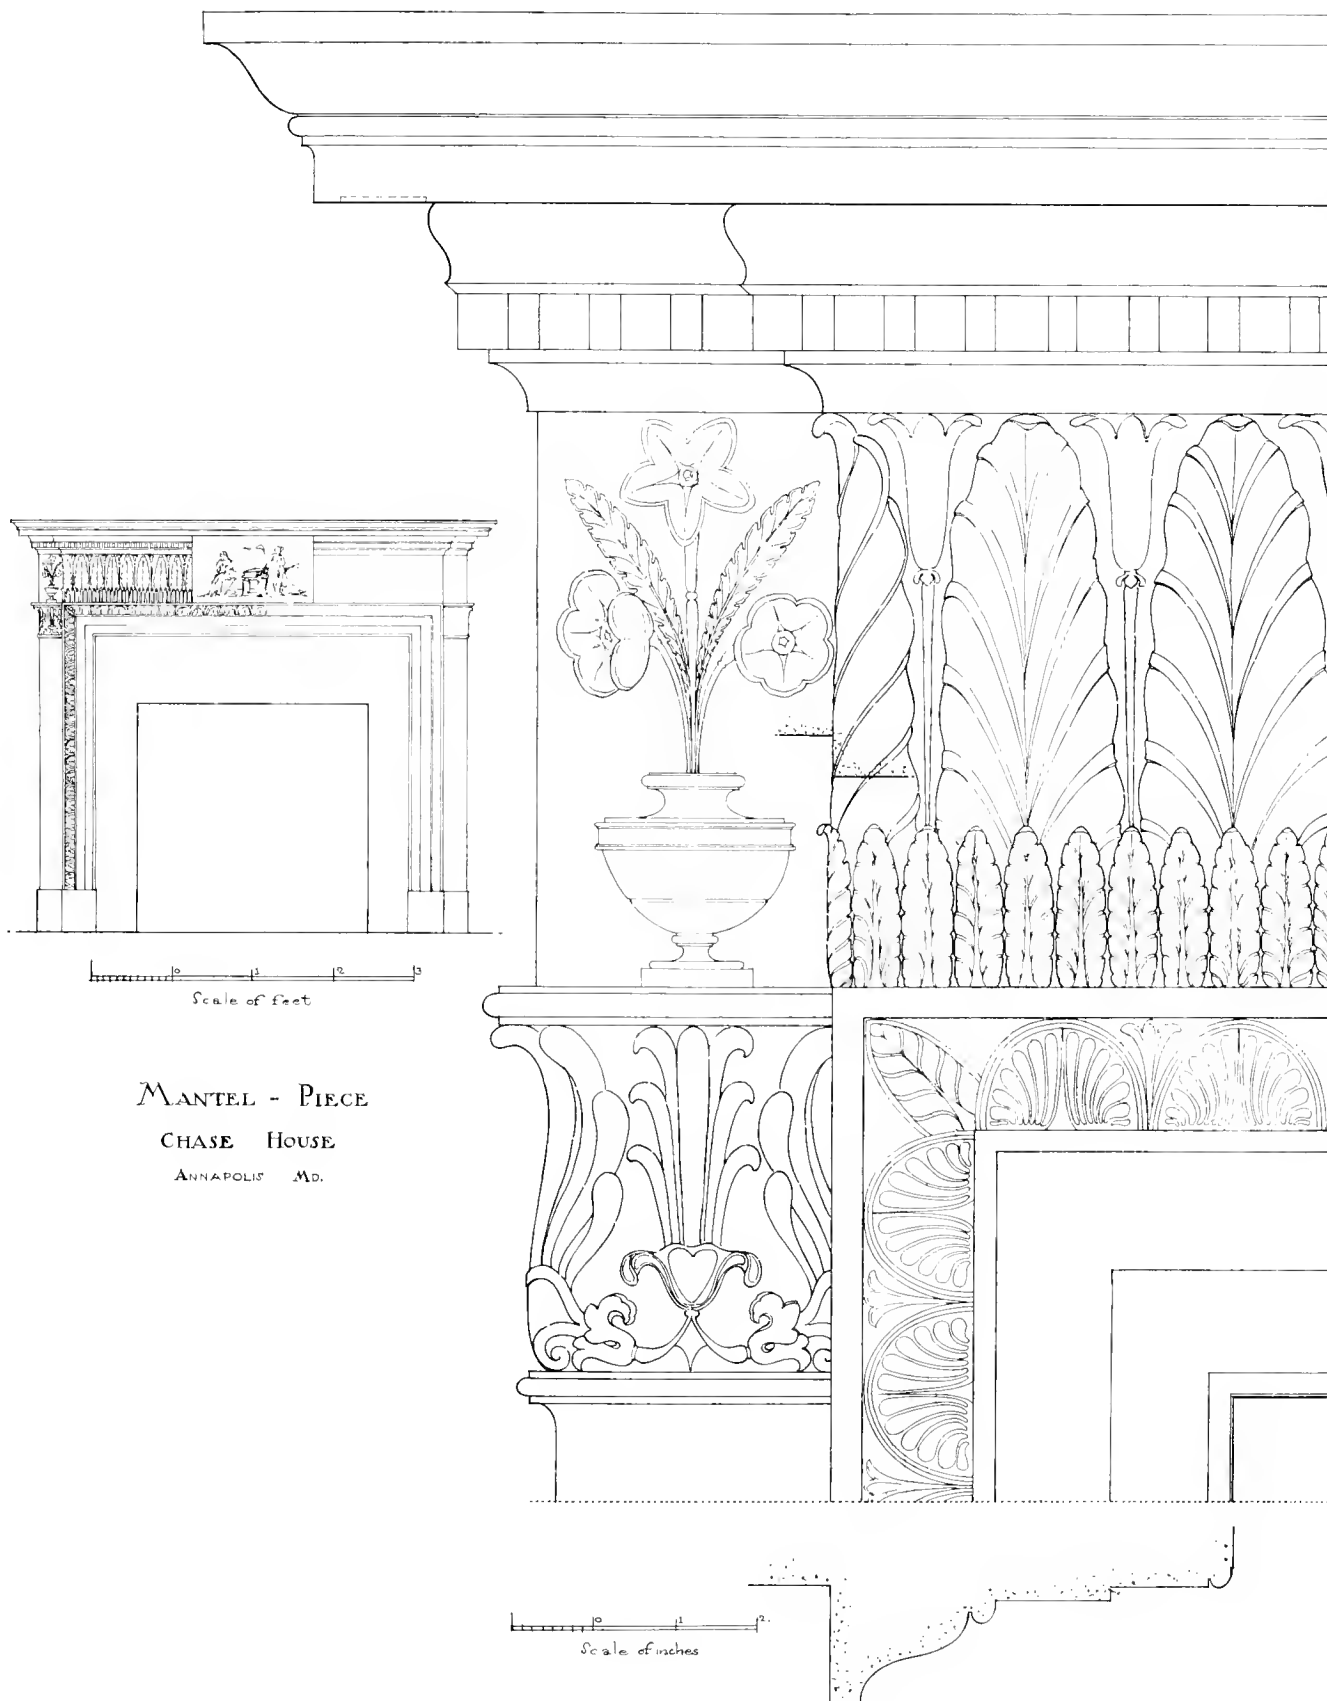 0 1 2 3
Scale of feet
MANTEL - PIECE
CHASE HOUSE
ANNAPOLIS MD.
0 1 2.
Scale of inches